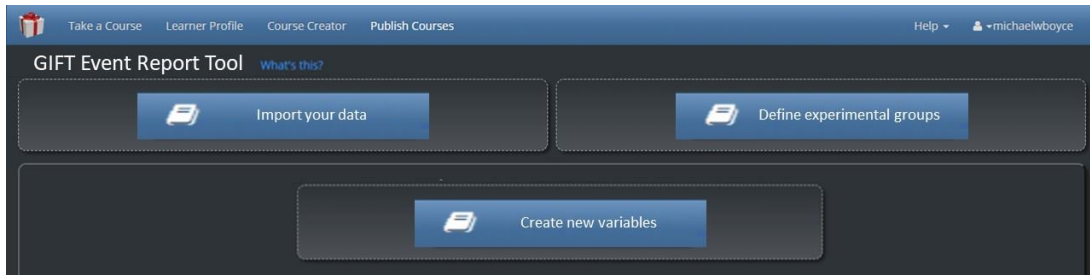 Take a Course Learner Profile Course Creator Publish Courses Help michaelwboyce
GIFT Event Report Tool What's this?
Import your data Define experimental groups
Create new variables